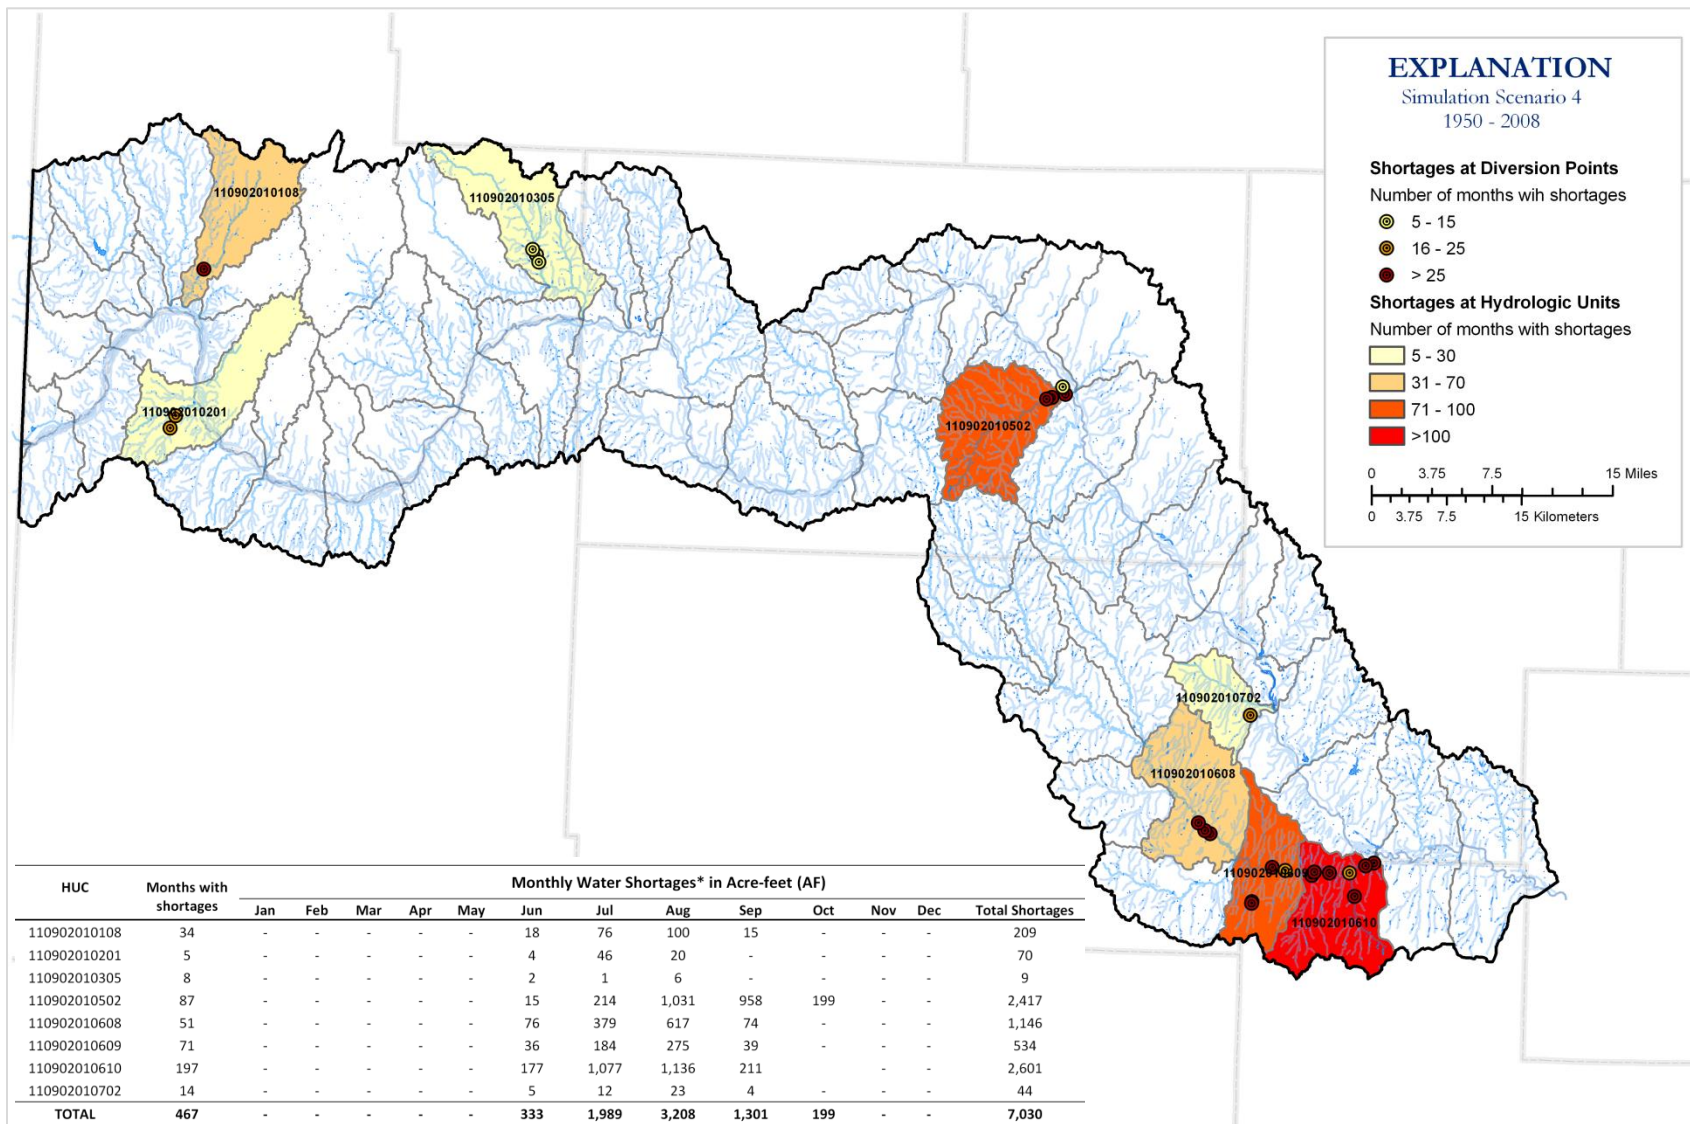 EXPLANATION
Simulation Scenario 4
1950 - 2008
Shortages at Diversion Points
Number of months wih shortages
5 - 15
16 - 25
> 25
Shortages at Hydrologic Units
Number of months with shortages
5 - 30
31 - 70
71 - 100
>100
0 3.75 7.5 15 Miles
0 3.75 7.5 15 Kilometers
110902010108
110902010305
110902010201
110902010502
110902010702
110902010608
110902010609
110902010610
HUC Months with shortages Monthly Water Shortages* in Acre-feet (AF)
Jan Feb Mar Apr May Jun Jul Aug Sep Oct Nov Dec Total Shortages
110902010108 34 - - - - - 18 76 100 15 - - - 209
110902010201 5 - - - - - 4 46 20 - - - - 70
110902010305 8 - - - - - 2 1 6 - - - - 9
110902010502 87 - - - - - 15 214 1,031 958 199 - - 2,417
110902010608 51 - - - - - 76 379 617 74 - - - 1,146
110902010609 71 - - - - - 36 184 275 39 - - - 534
110902010610 197 - - - - - 177 1,077 1,136 211 - - - 2,601
110902010702 14 - - - - - 5 12 23 4 - - - 44
TOTAL 467 - - - - - 333 1,989 3,208 1,301 199 - - 7,030